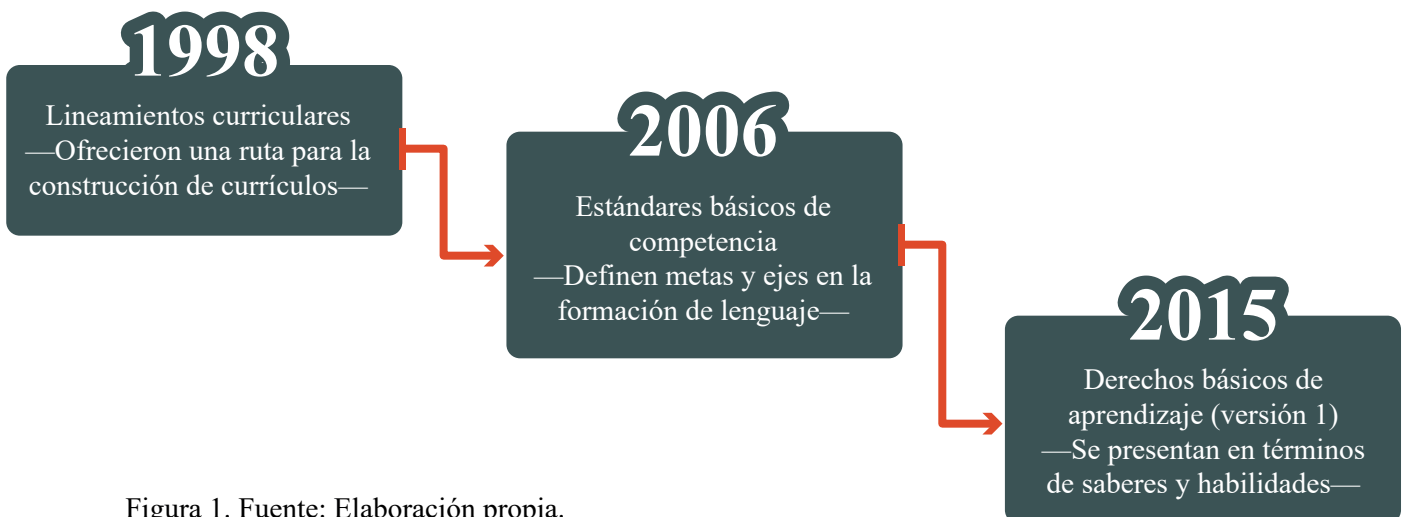 1998
Lineamientos curriculares
—Ofrecieron una ruta para la
construcción de currículos—
2006
Estándares básicos de
competencia
—Definen metas y ejes en la
formación de lenguaje—
2015
Derechos básicos de
aprendizaje (versión 1)
—Se presentan en términos
de saberes y habilidades—
Figura 1. Fuente: Elaboración propia.